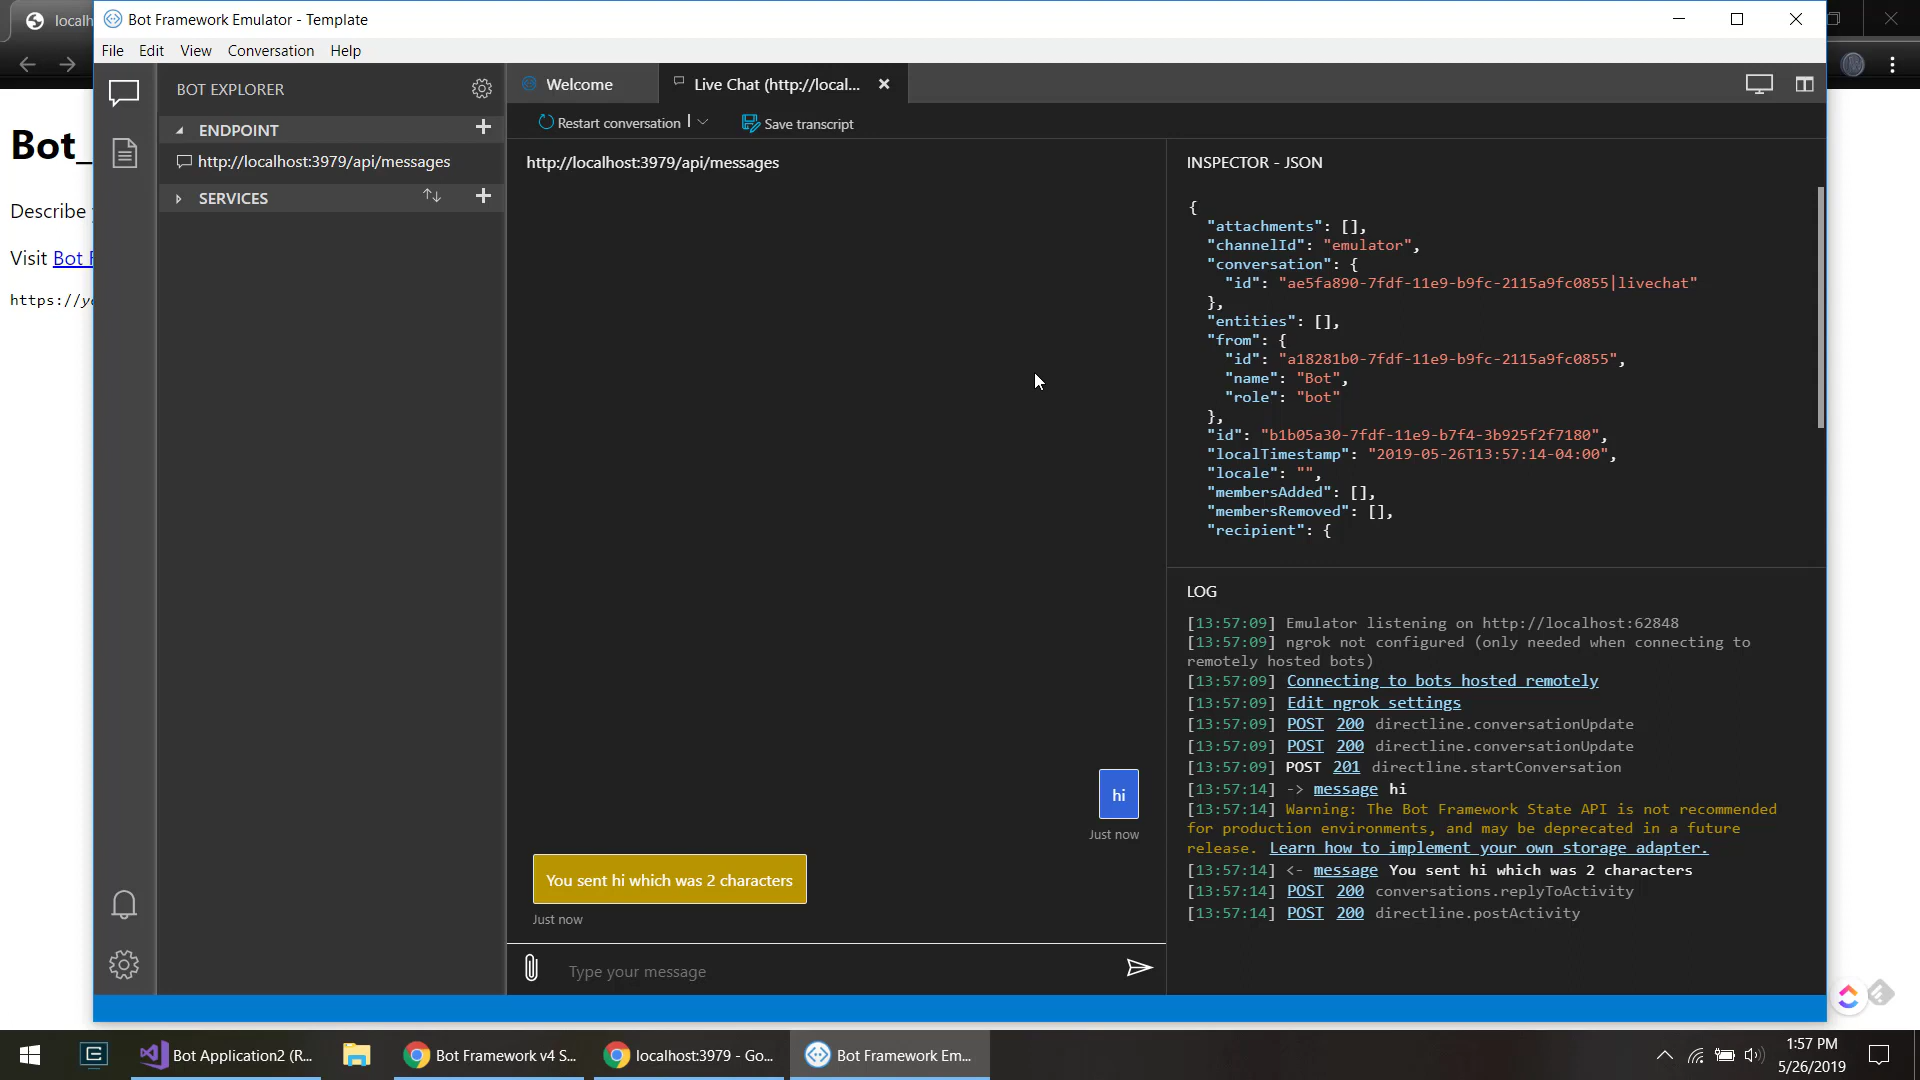 localh
Bot Framework Emulator - Template
File Edit View Conversation Help
BOT EXPLORER
ENDPOINT
http://localhost:3979/api/messages
SERVICES
Welcome
Live Chat (http://local...
Restart conversation
Save transcript
http://localhost:3979/api/messages
hi
Just now
You sent hi which was 2 characters
Just now
Type your message
INSPECTOR - JSON
{
"attachments": [],
"channelId": "emulator",
"conversation": {
"id": "ae5fa890-7fdf-11e9-b9fc-2115a9fc0855|livechat"
},
"entities": [],
"from": {
"id": "a18281b0-7fdf-11e9-b9fc-2115a9fc0855",
"name": "Bot",
"role": "bot"
},
"id": "b1b05a30-7fdf-11e9-b7f4-3b925f2f7180",
"localTimestamp": "2019-05-26T13:57:14-04:00",
"locale": "",
"membersAdded": [],
"membersRemoved": [],
"recipient": {
LOG
[13:57:09] Emulator listening on http://localhost:62848
[13:57:09] ngrok not configured (only needed when connecting to
remotely hosted bots)
[13:57:09] Connecting to bots hosted remotely
[13:57:09] Edit ngrok settings
[13:57:09] POST 200 directline.conversationUpdate
[13:57:09] POST 200 directline.conversationUpdate
[13:57:09] POST 201 directline.startConversation
[13:57:14] -> message hi
[13:57:14] Warning: The Bot Framework State API is not recommended
for production environments, and may be deprecated in a future
release. Learn how to implement your own storage adapter.
[13:57:14] <- message You sent hi which was 2 characters
[13:57:14] POST 200 conversations.replyToActivity
[13:57:14] POST 200 directline.postActivity
Bot_
Describe
Visit Bot
https://yo
Bot Application2 (R...
Bot Framework v4 S...
localhost:3979 - Go...
Bot Framework Em...
1:57 PM
5/26/2019